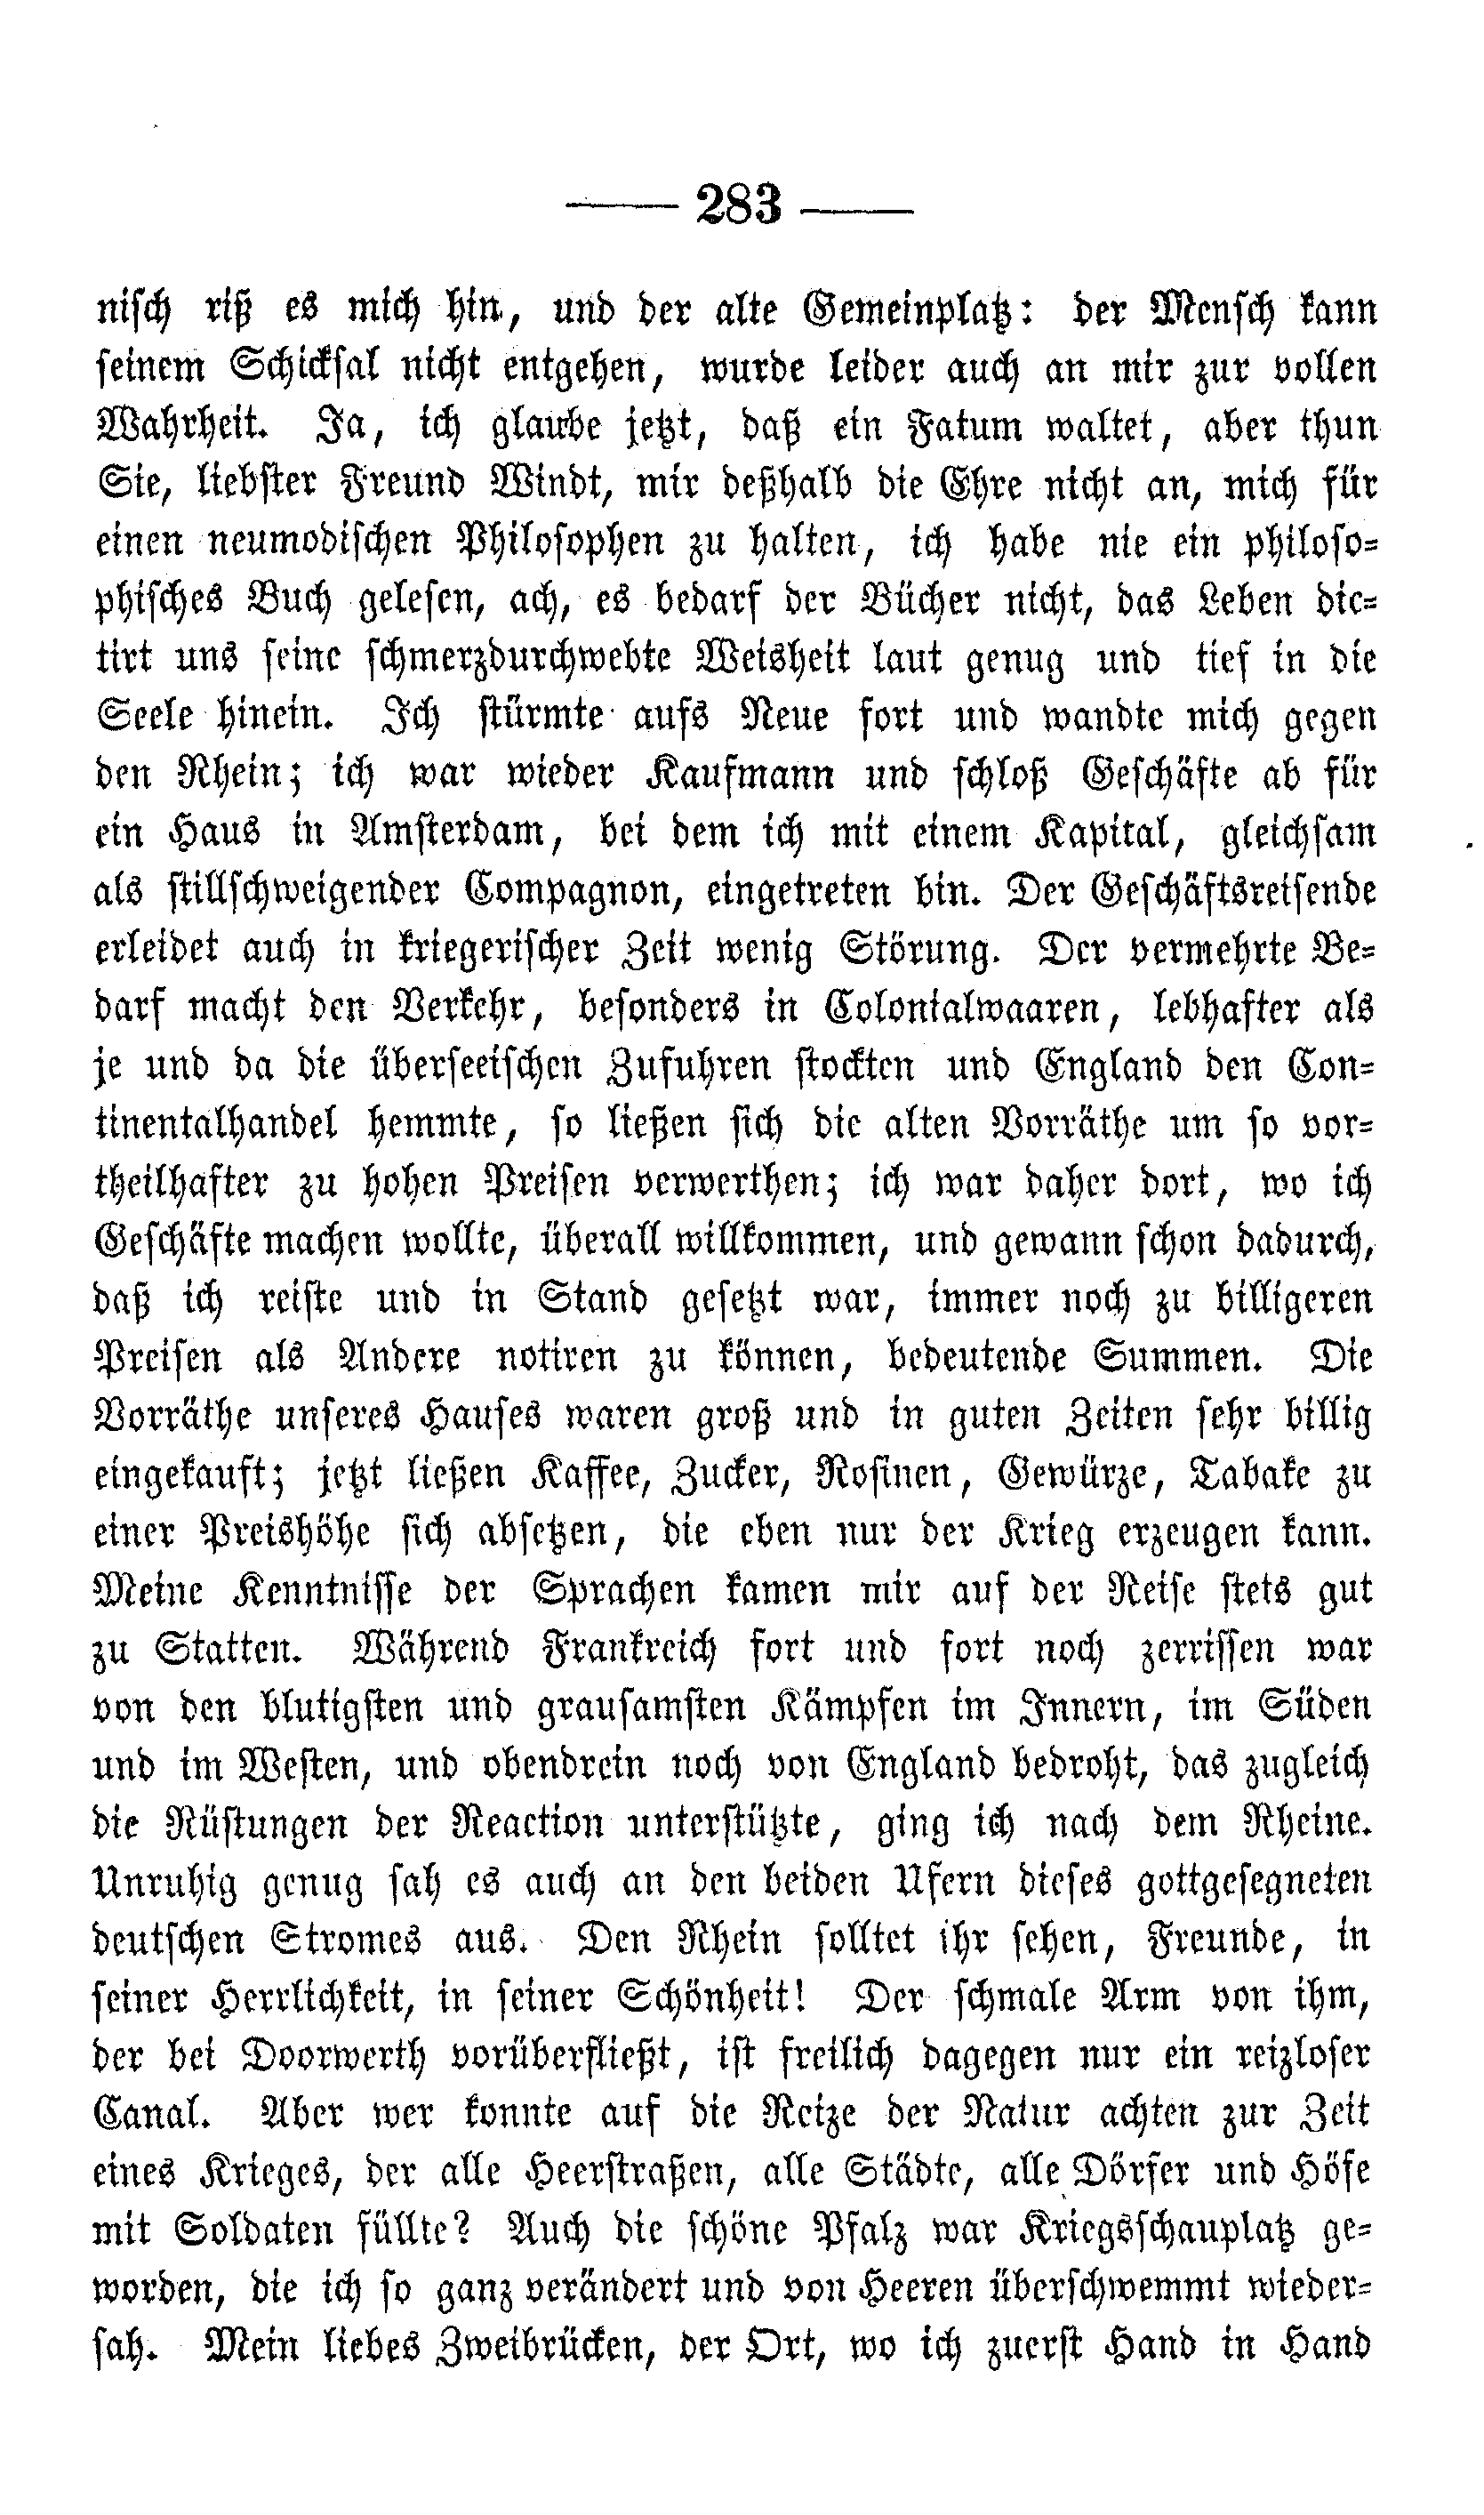 — 283 —
nisch riß es mich hin, und der alte Gemeinplatz: der Mensch kann
seinem Schicksal nicht entgehen, wurde leider auch an mir zur vollen
Wahrheit. Ja, ich glaube jetzt, daß ein Fatum waltet, aber thun
Sie, liebster Freund Windt, mir deßhalb die Ehre nicht an, mich für
einen neumodischen Philosophen zu halten, ich habe nie ein philoso-
phisches Buch gelesen, ach, es bedarf der Bücher nicht, das Leben dic-
tirt uns seine schmerzdurchwebte Weisheit laut genug und tief in die
Seele hinein. Ich stürmte aufs Neue fort und wandte mich gegen
den Rhein; ich war wieder Kaufmann und schloß Geschäfte ab für
ein Haus in Amsterdam, bei dem ich mit einem Kapital, gleichsam
als stillschweigender Compagnon, eingetreten bin. Der Geschäftsreisende
erleidet auch in kriegerischer Zeit wenig Störung. Der vermehrte Be-
darf macht den Verkehr, besonders in Colonialwaaren, lebhafter als
je und da die überseeischen Zufuhren stockten und England den Con-
tinentalhandel hemmte, so ließen sich die alten Vorräthe um so vor-
theilhafter zu hohen Preisen verwerthen; ich war daher dort, wo ich
Geschäfte machen wollte, überall willkommen, und gewann schon dadurch,
daß ich reiste und in Stand gesetzt war, immer noch zu billigeren
Preisen als Andere notiren zu können, bedeutende Summen. Die
Vorräthe unseres Hauses waren groß und in guten Zeiten sehr billig
eingekauft; jetzt ließen Kaffee, Zucker, Rosinen, Gewürze, Tabake zu
einer Preishöhe sich absetzen, die eben nur der Krieg erzeugen kann.
Meine Kenntnisse der Sprachen kamen mir auf der Reise stets gut
zu Statten. Während Frankreich fort und fort noch zerrissen war
von den blutigsten und grausamsten Kämpfen im Innern, im Süden
und im Westen, und obendrein noch von England bedroht, das zugleich
die Rüstungen der Reaction unterstützte, ging ich nach dem Rheine.
Unruhig genug sah es auch an den beiden Ufern dieses gottgesegneten
deutschen Stromes aus. Den Rhein solltet ihr sehen, Freunde, in
seiner Herrlichkeit, in seiner Schönheit! Der schmale Arm von ihm,
der bei Doorwerth vorüberfließt, ist freilich dagegen nur ein reizloser
Canal. Aber wer konnte auf die Reize der Natur achten zur Zeit
eines Krieges, der alle Heerstraßen, alle Städte, alle Dörfer und Höfe
mit Soldaten füllte? Auch die schöne Pfalz war Kriegsschauplatz ge-
worden, die ich so ganz verändert und von Heeren überschwemmt wieder-
sah. Mein liebes Zweibrücken, der Ort, wo ich zuerst Hand in Hand